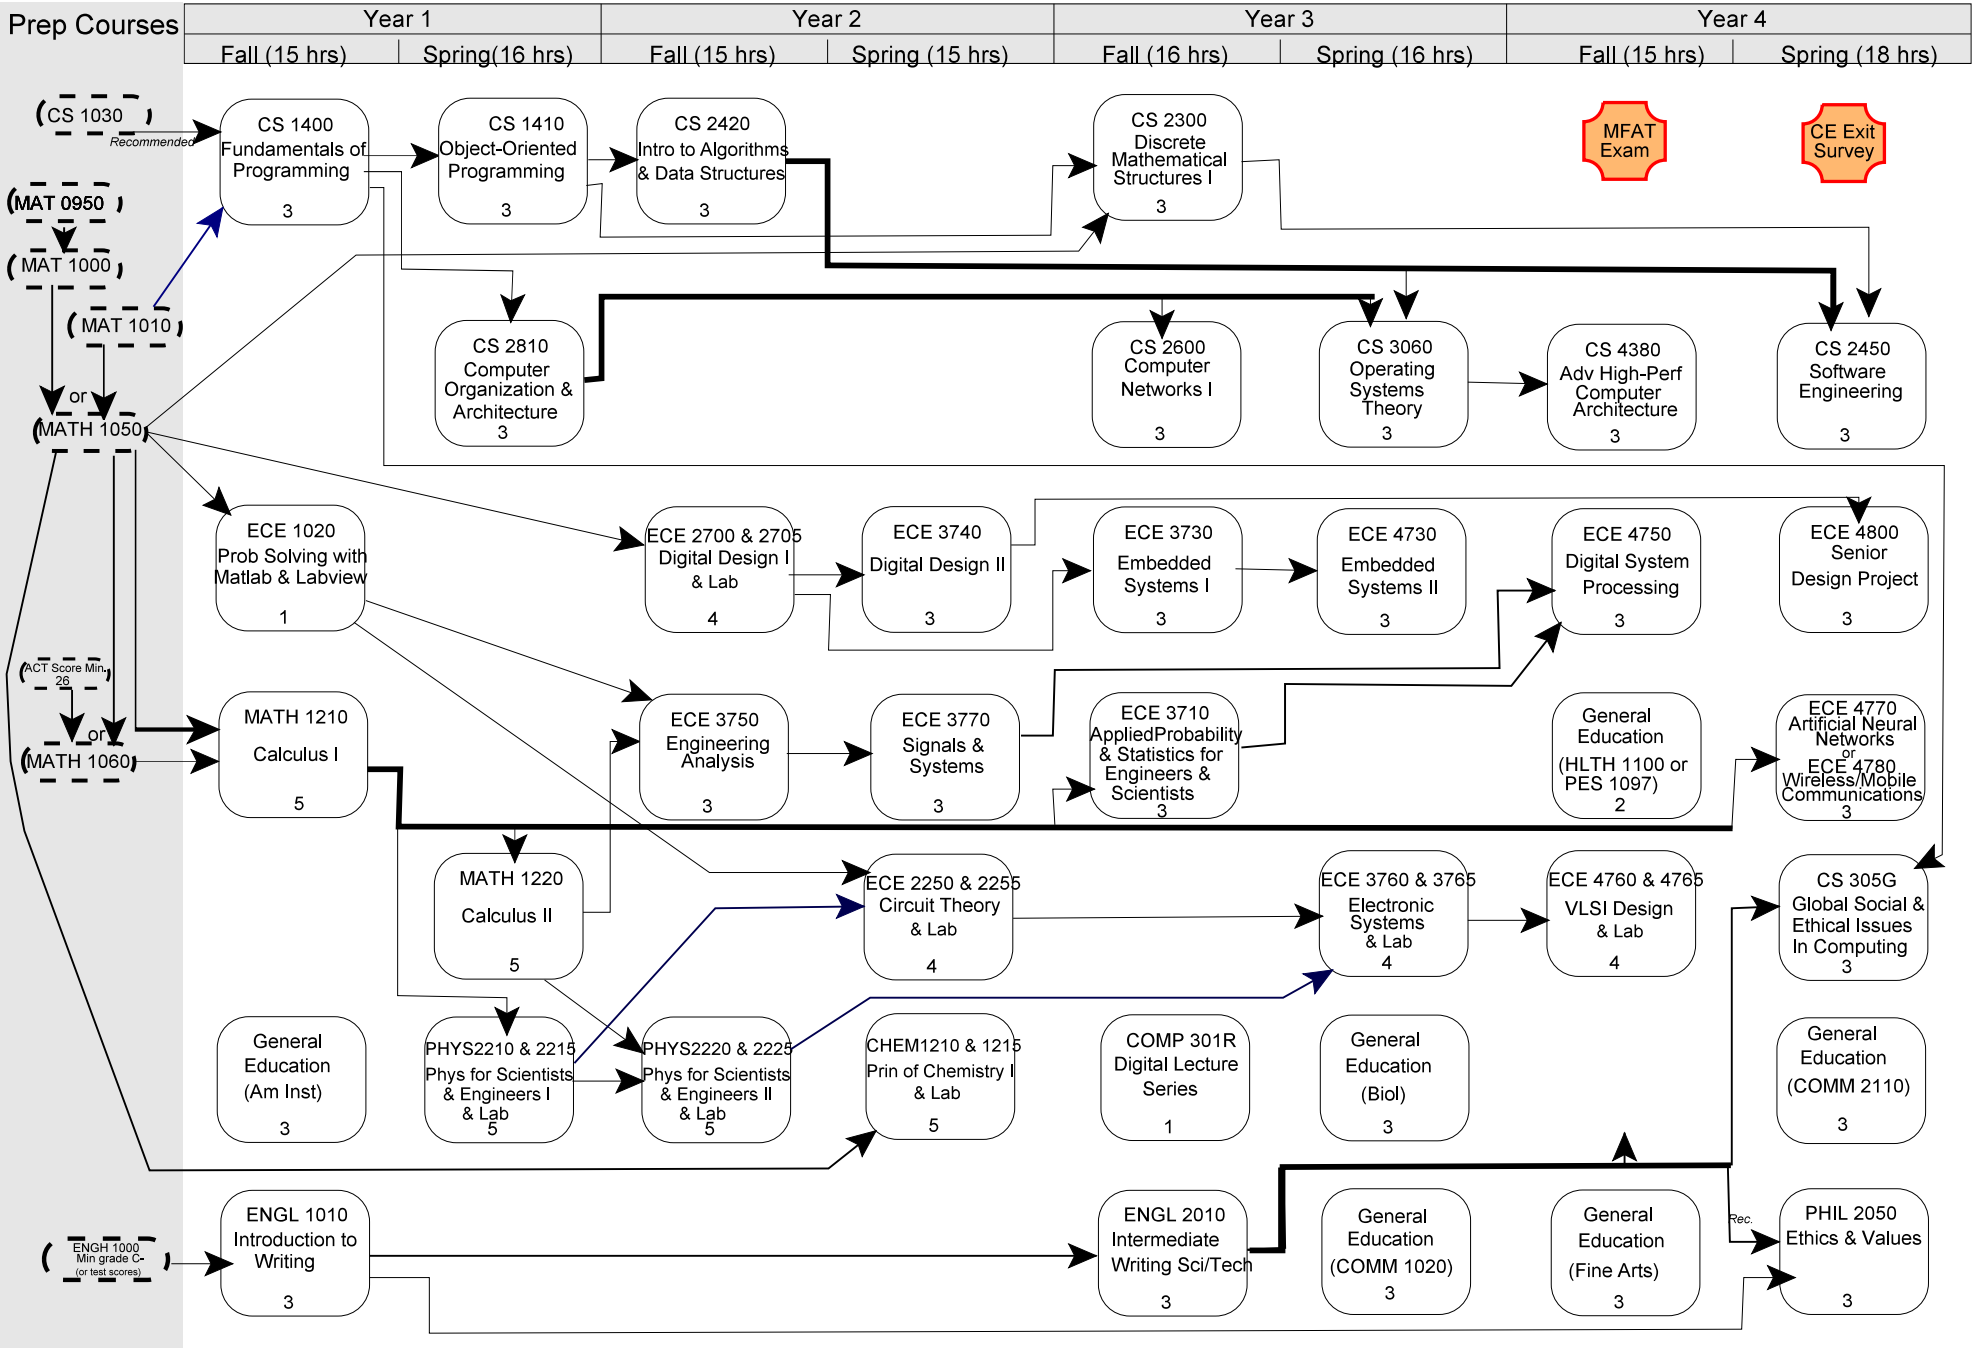 Prep Courses
Year 1
Year 2
Year 3
Year 4
Fall (15 hrs)
Spring(16 hrs)
Fall (15 hrs)
Spring (15 hrs)
Fall (16 hrs)
Spring (16 hrs)
Fall (15 hrs)
Spring (18 hrs)
CS 1030
Recommended
MAT 0950
MAT 1000
MAT 1010
or
MATH 1050
ACT Score Min.
26
or
MATH 1060
ENGH 1000
Min grade C-
(or test scores)
CS 1400
Fundamentals of
Programming
3
CS 1410
Object-Oriented
Programming
3
CS 2420
Intro to Algorithms
& Data Structures
3
CS 2300
Discrete
Mathematical
Structures I
3
MFAT
Exam
CE Exit
Survey
CS 2810
Computer
Organization &
Architecture
3
CS 2600
Computer
Networks I
3
CS 3060
Operating
Systems
Theory
3
CS 4380
Adv High-Perf
Computer
Architecture
3
CS 2450
Software
Engineering
3
ECE 1020
Prob Solving with
Matlab & Labview
1
ECE 2700 & 2705
Digital Design I
& Lab
4
ECE 3740
Digital Design II
3
ECE 3730
Embedded
Systems I
3
ECE 4730
Embedded
Systems II
3
ECE 4750
Digital System
Processing
3
ECE 4800
Senior
Design Project
3
MATH 1210
Calculus I
5
ECE 3750
Engineering
Analysis
3
ECE 3770
Signals &
Systems
3
ECE 3710
AppliedProbability
& Statistics for
Engineers &
Scientists
3
General
Education
(HLTH 1100 or
PES 1097)
2
ECE 4770
Artificial Neural
Networks
or
ECE 4780
Wireless/Mobile
Communications
3
MATH 1220
Calculus II
5
ECE 2250 & 2255
Circuit Theory
& Lab
4
ECE 3760 & 3765
Electronic
Systems
& Lab
4
ECE 4760 & 4765
VLSI Design
& Lab
4
CS 305G
Global Social &
Ethical Issues
In Computing
3
General
Education
(Am Inst)
3
PHYS2210 & 2215
Phys for Scientists
& Engineers I
& Lab
5
PHYS2220 & 2225
Phys for Scientists
& Engineers II
& Lab
5
CHEM1210 & 1215
Prin of Chemistry I
& Lab
5
COMP 301R
Digital Lecture
Series
1
General
Education
(Biol)
3
General
Education
(COMM 2110)
3
ENGL 1010
Introduction to
Writing
3
ENGL 2010
Intermediate
Writing Sci/Tech
3
General
Education
(COMM 1020)
3
General
Education
(Fine Arts)
3
Rec.
PHIL 2050
Ethics & Values
3